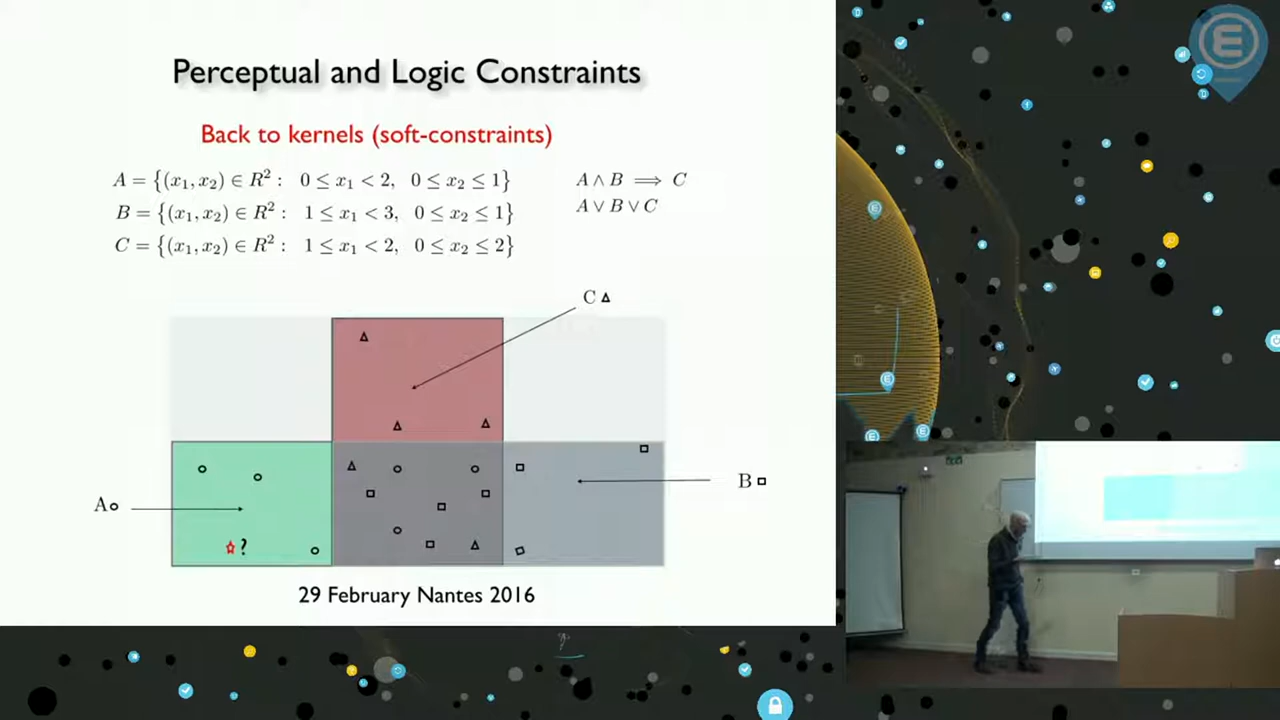 Perceptual and Logic Constraints
Back to kernels (soft-constraints)
A = {(x₁, x₂) ∈ R² : 0 ≤ x₁ < 2, 0 ≤ x₂ ≤ 1}
A ∧ B ⟹ C
B = {(x₁, x₂) ∈ R² : 1 ≤ x₁ < 3, 0 ≤ x₂ ≤ 1}
A ∨ B ∨ C
C = {(x₁, x₂) ∈ R² : 1 ≤ x₁ < 2, 0 ≤ x₂ ≤ 2}
C
B
A
?
29 February Nantes 2016
E